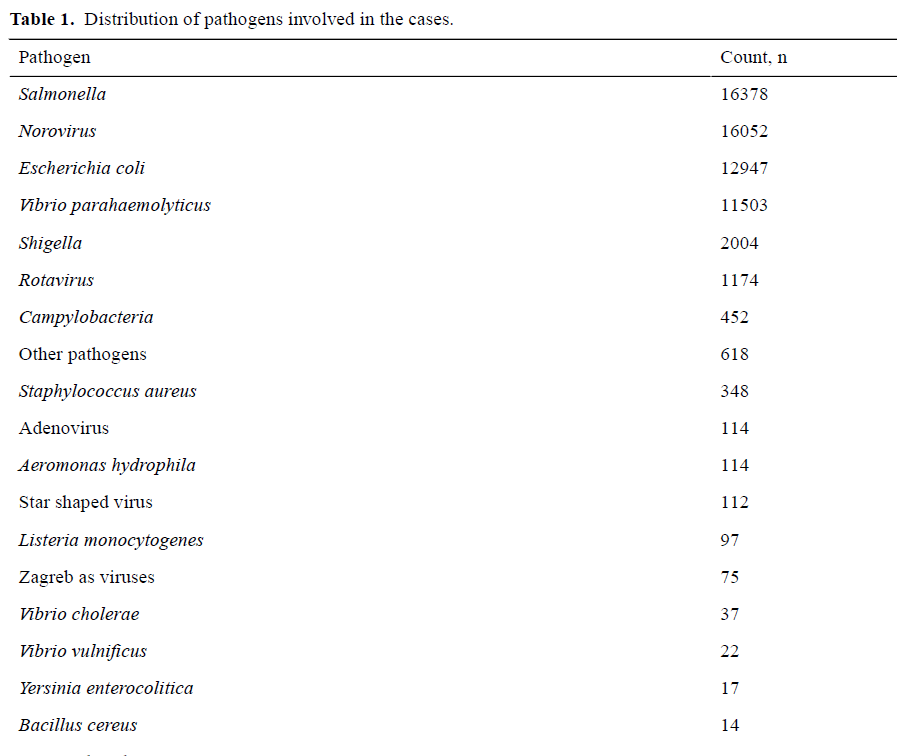 Table 1. Distribution of pathogens involved in the cases.
Pathogen Count, n
Salmonella 16378
Norovirus 16052
Escherichia coli 12947
Vibrio parahaemolyticus 11503
Shigella 2004
Rotavirus 1174
Campylobacteria 452
Other pathogens 618
Staphylococcus aureus 348
Adenovirus 114
Aeromonas hydrophila 114
Star shaped virus 112
Listeria monocytogenes 97
Zagreb as viruses 75
Vibrio cholerae 37
Vibrio vulnificus 22
Yersinia enterocolitica 17
Bacillus cereus 14